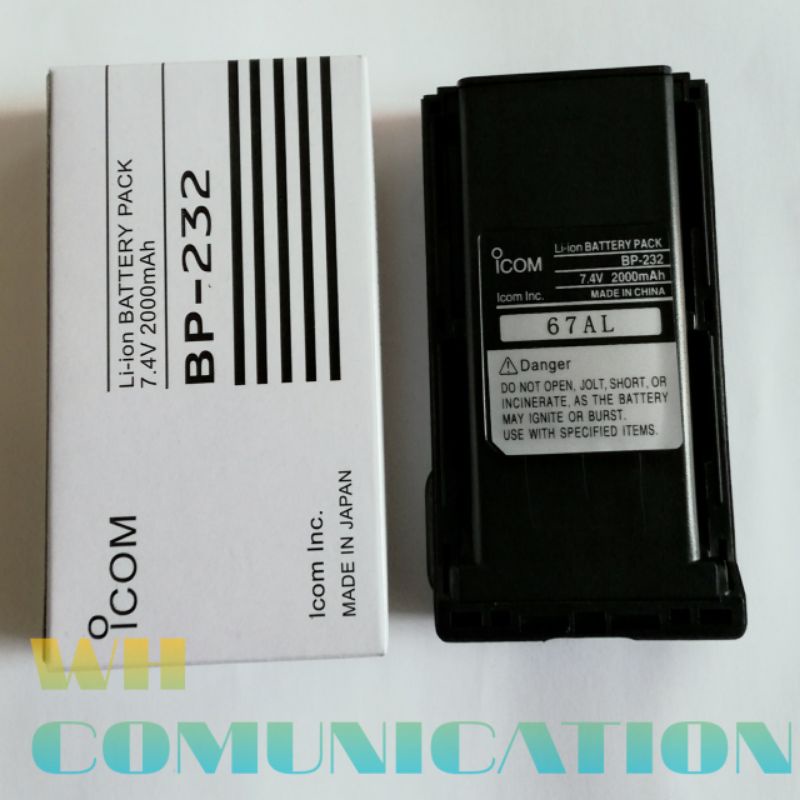 Li-ion BATTERY PACK
7.4V 2000mAh
BP-232
ICOM
Icom Inc.
MADE IN JAPAN
ICOM
Li-ion BATTERY PACK
BP-232
7.4V 2000mAh
Icom Inc. MADE IN CHINA
67AL
Danger
DO NOT OPEN, JOLT, SHORT, OR
INCINERATE, AS THE BATTERY
MAY IGNITE OR BURST.
USE WITH SPECIFIED ITEMS.
WH
COMUNICATION